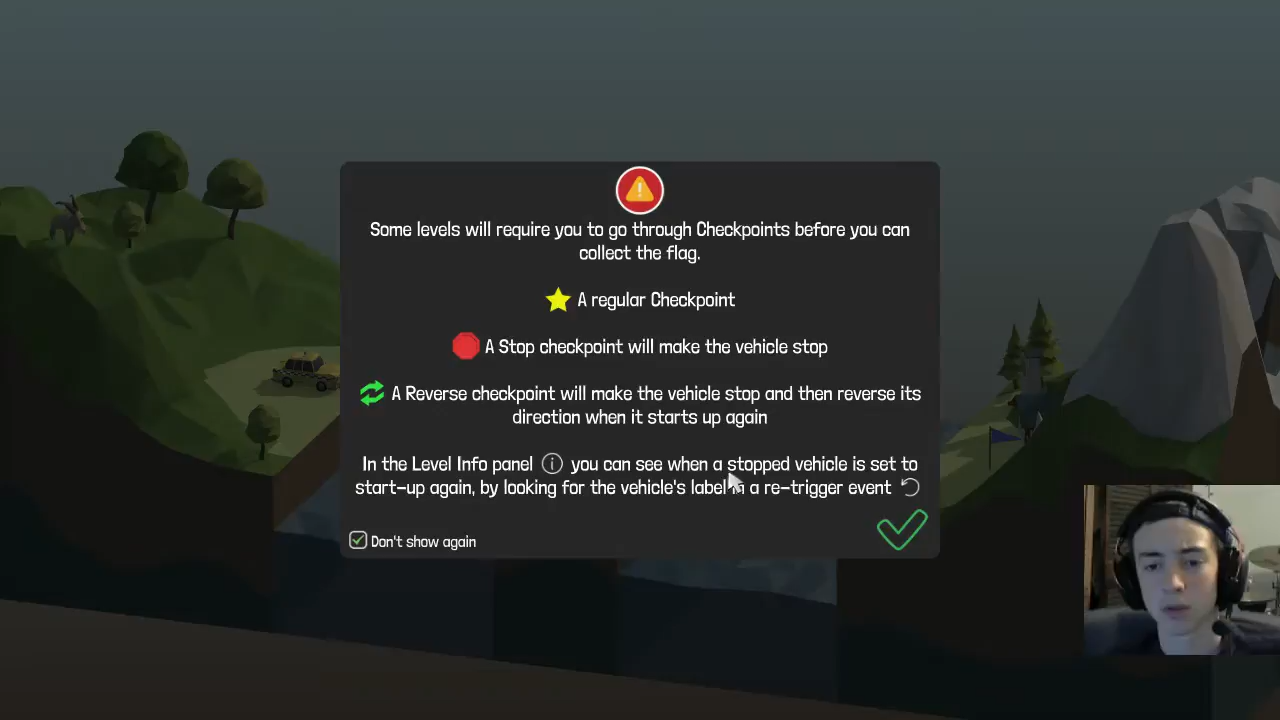 Some levels will require you to go through Checkpoints before you can
collect the flag.
A regular Checkpoint
A Stop checkpoint will make the vehicle stop
A Reverse checkpoint will make the vehicle stop and then reverse its
direction when it starts up again
In the Level Info panel you can see when a stopped vehicle is set to
start-up again, by looking for the vehicle's label in a re-trigger event
Don't show again